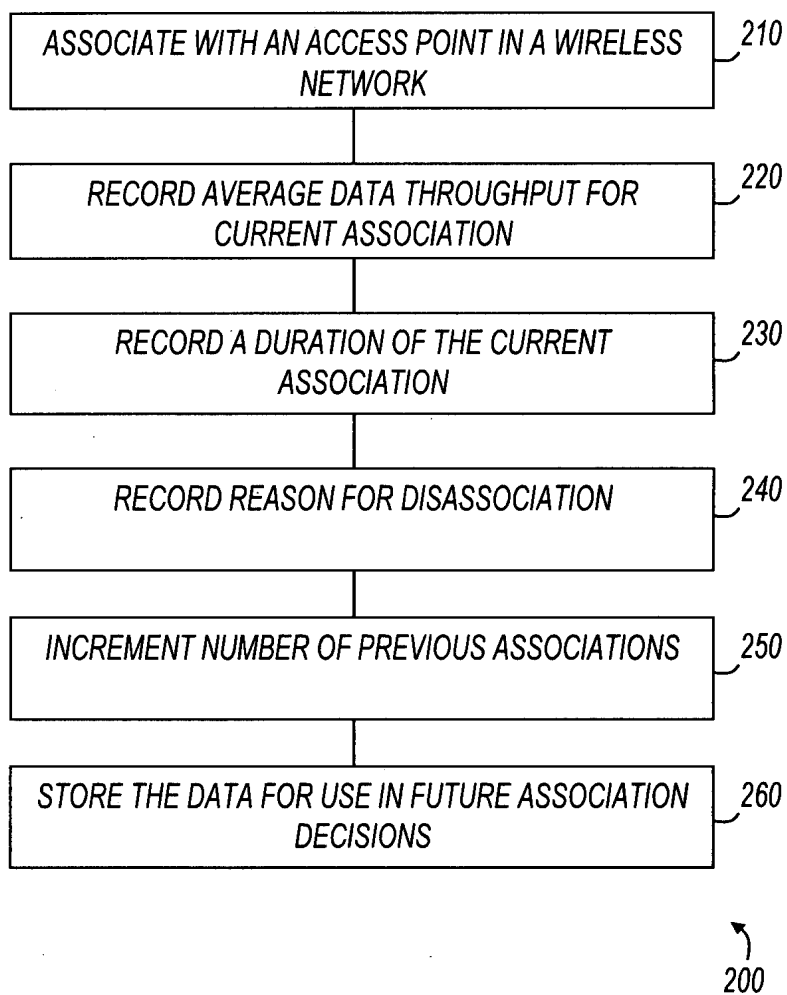 ASSOCIATE WITH AN ACCESS POINT IN A WIRELESS
NETWORK
210
RECORD AVERAGE DATA THROUGHPUT FOR
CURRENT ASSOCIATION
220
RECORD A DURATION OF THE CURRENT
ASSOCIATION
230
RECORD REASON FOR DISASSOCIATION
240
INCREMENT NUMBER OF PREVIOUS ASSOCIATIONS
250
STORE THE DATA FOR USE IN FUTURE ASSOCIATION
DECISIONS
260
200